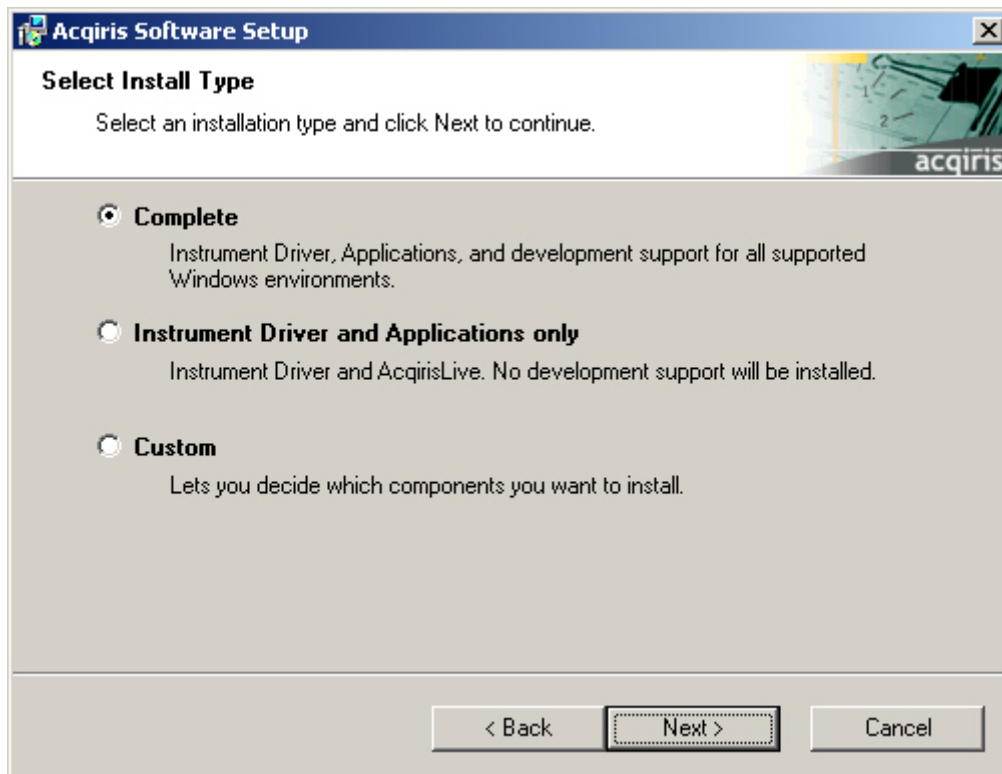 Acqiris Software Setup
Select Install Type
Select an installation type and click Next to continue.
1
2
acqiris
Complete
Instrument Driver, Applications, and development support for all supported
Windows environments.
Instrument Driver and Applications only
Instrument Driver and AcqirisLive. No development support will be installed.
Custom
Lets you decide which components you want to install.
< Back
Next >
Cancel